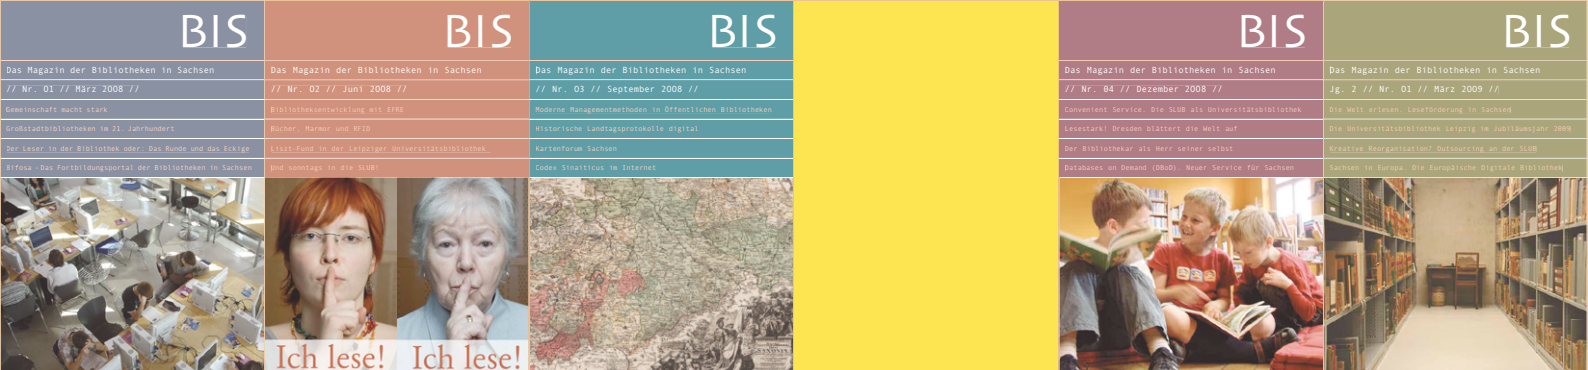 BIS
Das Magazin der Bibliotheken in Sachsen
// Nr. 01 // März 2008 //
Gemeinschaft macht stark
Großstadtbibliotheken im 21. Jahrhundert
Der Leser in der Bibliothek oder: Das Runde und das Eckige
Bifosa - Das Fortbildungsportal der Bibliotheken in Sachsen
BIS
Das Magazin der Bibliotheken in Sachsen
// Nr. 02 // Juni 2008 //
Bibliotheksentwicklung mit EFRE
Bücher, Marmor und RFID
Liszt-Fund in der Leipziger Universitätsbibliothek
Und sonntags in die SLUB!
Ich lese! Ich lese!
BIS
Das Magazin der Bibliotheken in Sachsen
// Nr. 03 // September 2008 //
Moderne Managementmethoden in Öffentlichen Bibliotheken
Historische Landtagsprotokolle digital
Kartenforum Sachsen
Codex Sinaiticus im Internet
BIS
Das Magazin der Bibliotheken in Sachsen
// Nr. 04 // Dezember 2008 //
Convenient Service. Die SLUB als Universitätsbibliothek
Lesestark! Dresden blättert die Welt auf
Der Bibliothekar als Herr seiner selbst
Databases on Demand (DBoD). Neuer Service für Sachsen
BIS
Das Magazin der Bibliotheken in Sachsen
Jg. 2 // Nr. 01 // März 2009 //
Die Welt erlesen. Leseförderung in Sachsen
Die Universitätsbibliothek Leipzig im Jubiläumsjahr 2009
Kreative Reorganisation? Outsourcing an der SLUB
Sachsen in Europa. Die Europäische Digitale Bibliothek